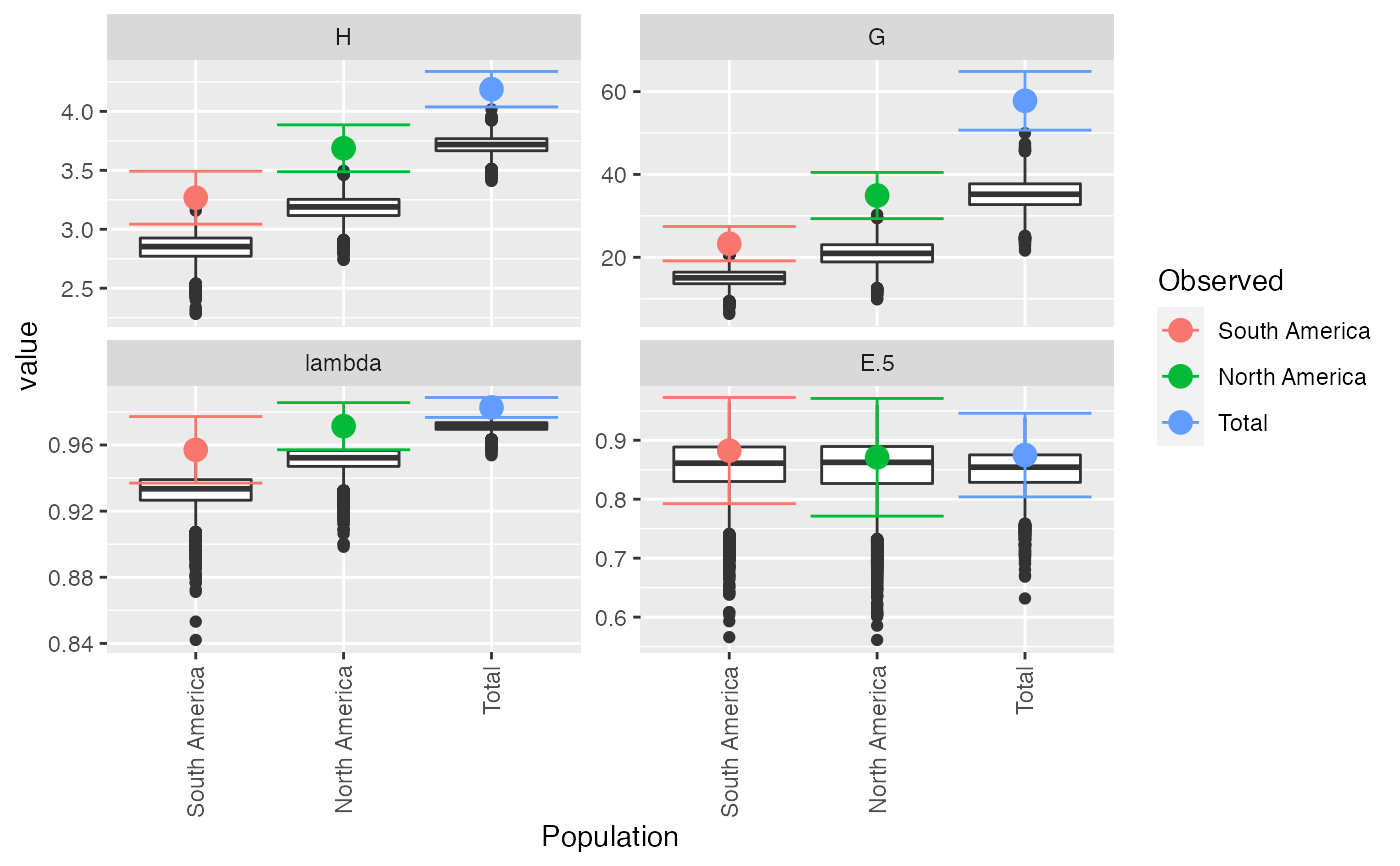 H
G
4.0
3.5
3.0
2.5
60
40
20
value
lambda
E.5
0.96
0.92
0.88
0.84
0.9
0.8
0.7
0.6
South America
North America
Total
South America
North America
Total
Population
Observed
South America
North America
Total